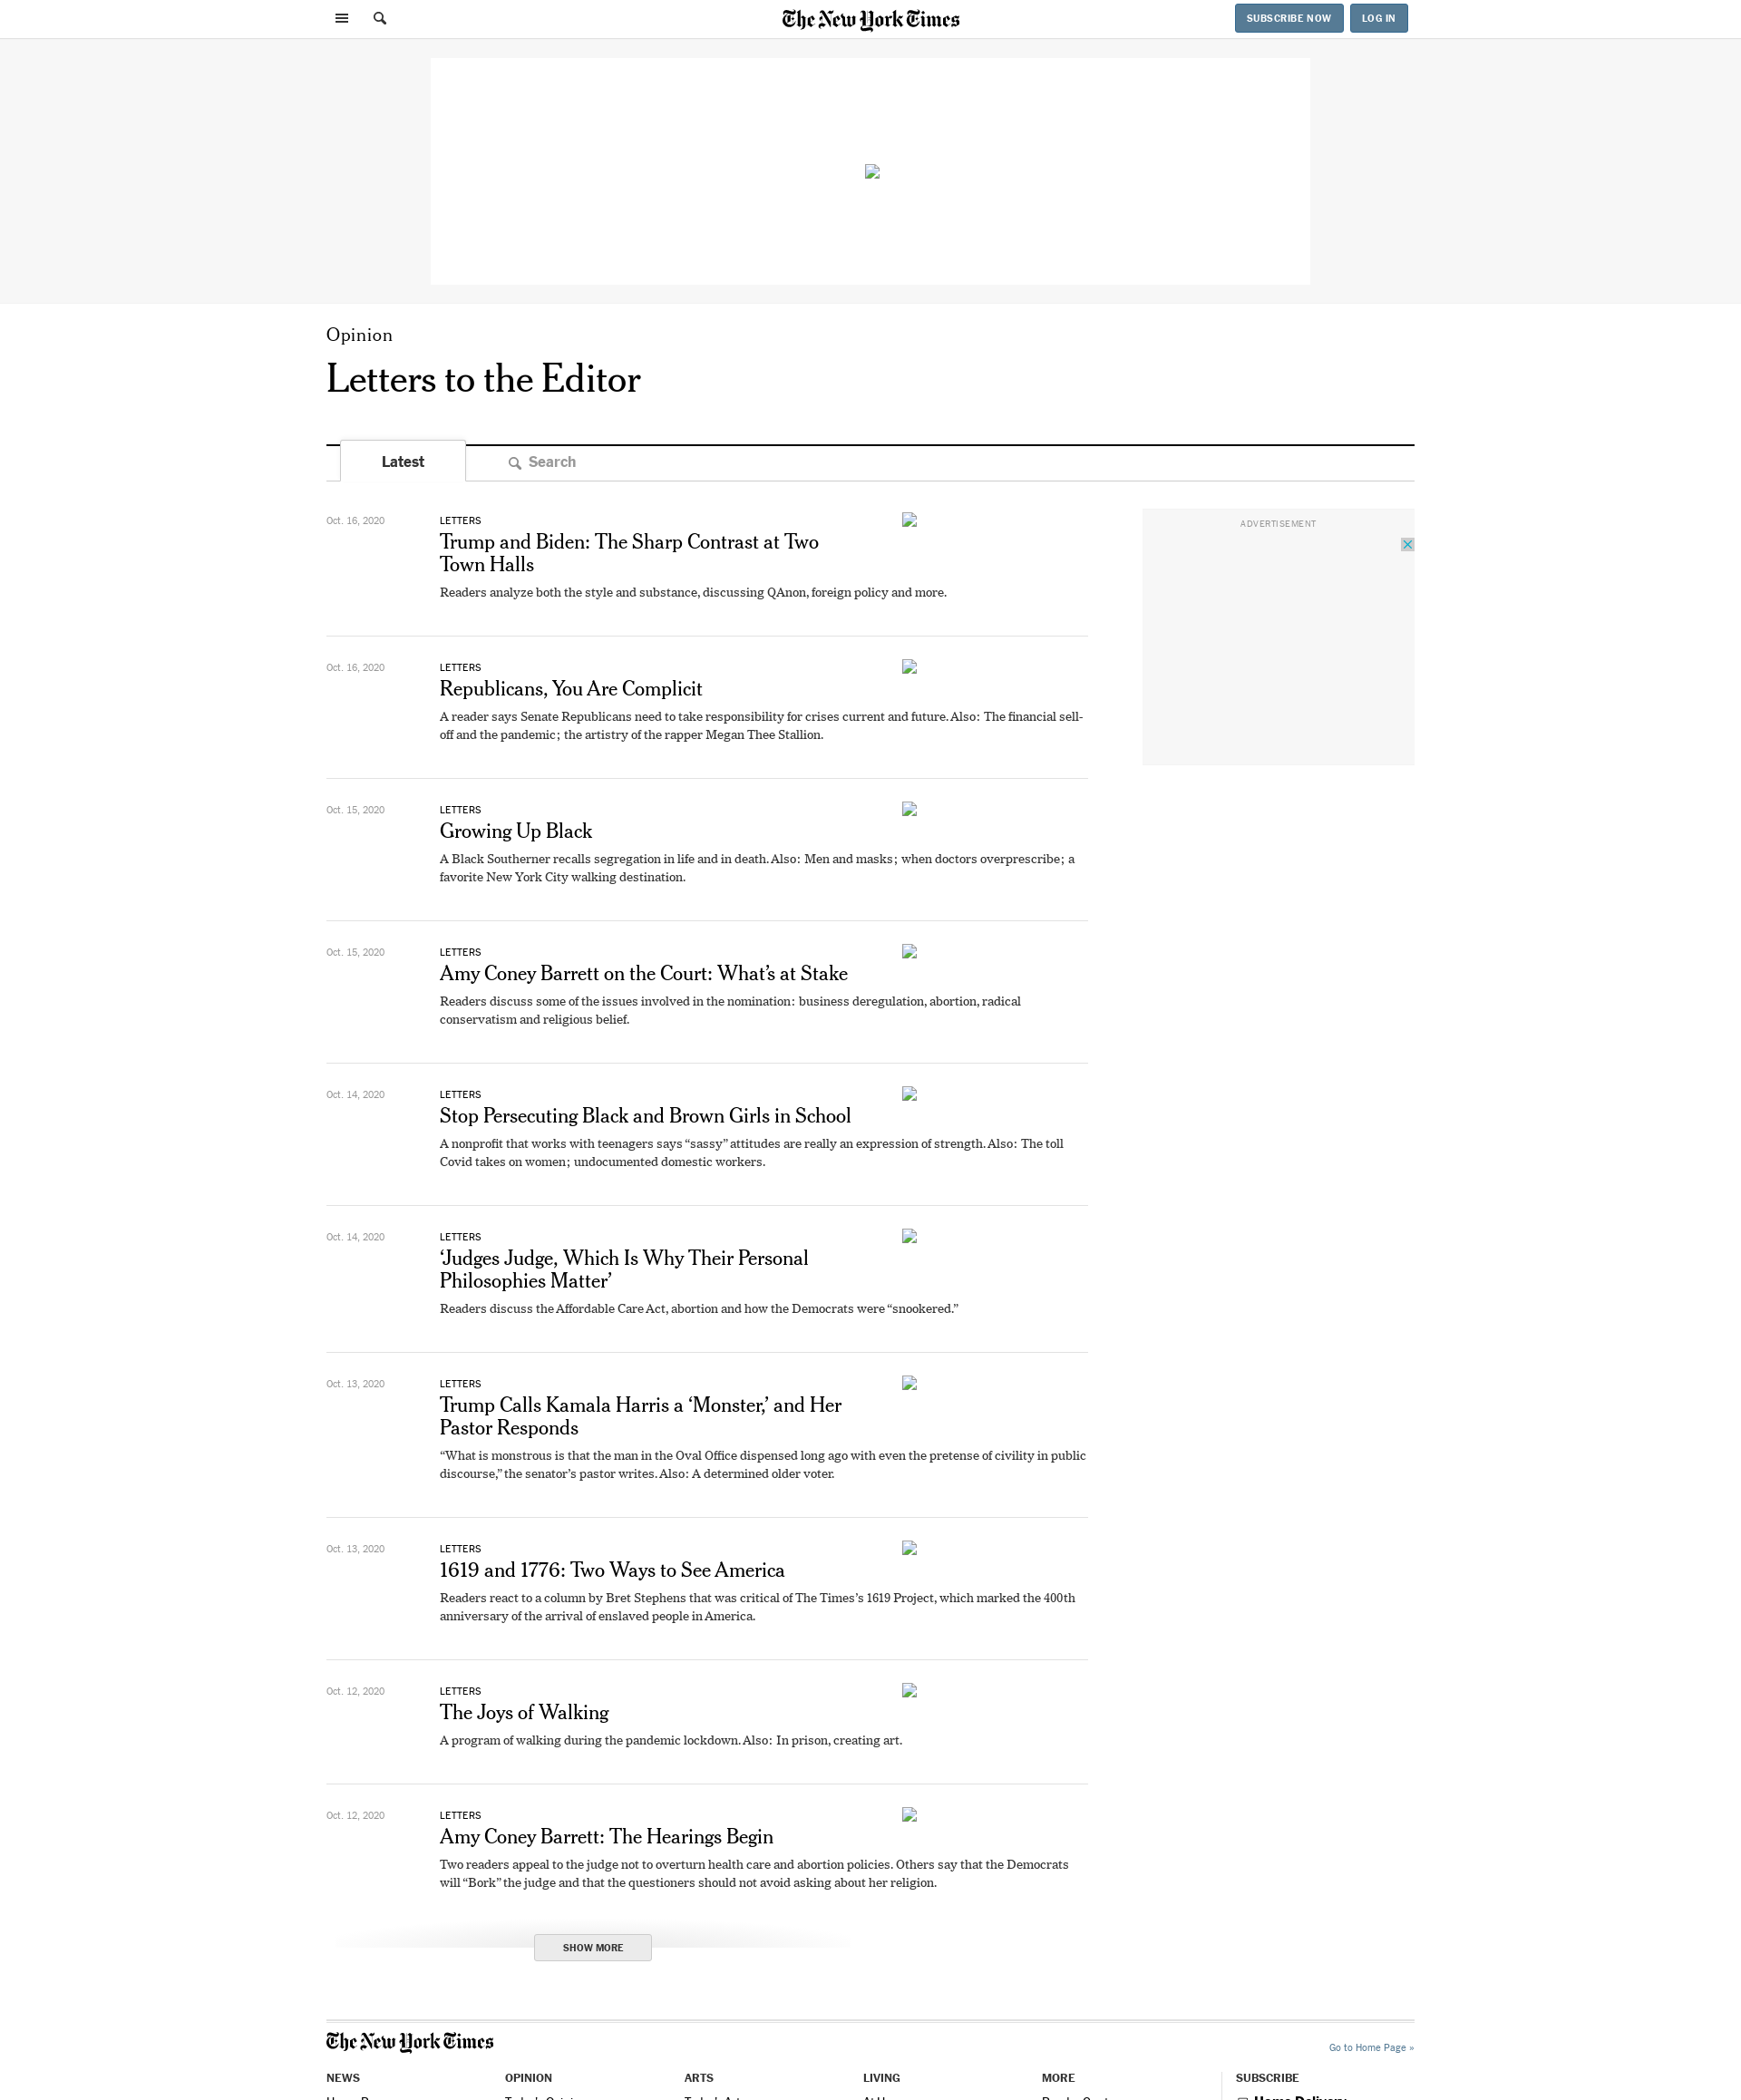 The New York Times
SUBSCRIBE NOW
LOG IN
Opinion
Letters to the Editor
Latest
Search
ADVERTISEMENT
Oct. 16, 2020
LETTERS
Trump and Biden: The Sharp Contrast at Two
Town Halls
Readers analyze both the style and substance, discussing QAnon, foreign policy and more.
Oct. 16, 2020
LETTERS
Republicans, You Are Complicit
A reader says Senate Republicans need to take responsibility for crises current and future. Also: The financial sell-
off and the pandemic; the artistry of the rapper Megan Thee Stallion.
Oct. 15, 2020
LETTERS
Growing Up Black
A Black Southerner recalls segregation in life and in death. Also: Men and masks; when doctors overprescribe; a
favorite New York City walking destination.
Oct. 15, 2020
LETTERS
Amy Coney Barrett on the Court: What’s at Stake
Readers discuss some of the issues involved in the nomination: business deregulation, abortion, radical
conservatism and religious belief.
Oct. 14, 2020
LETTERS
Stop Persecuting Black and Brown Girls in School
A nonprofit that works with teenagers says “sassy” attitudes are really an expression of strength. Also: The toll
Covid takes on women; undocumented domestic workers.
Oct. 14, 2020
LETTERS
‘Judges Judge, Which Is Why Their Personal
Philosophies Matter’
Readers discuss the Affordable Care Act, abortion and how the Democrats were “snookered.”
Oct. 13, 2020
LETTERS
Trump Calls Kamala Harris a ‘Monster,’ and Her
Pastor Responds
“What is monstrous is that the man in the Oval Office dispensed long ago with even the pretense of civility in public
discourse,” the senator’s pastor writes. Also: A determined older voter.
Oct. 13, 2020
LETTERS
1619 and 1776: Two Ways to See America
Readers react to a column by Bret Stephens that was critical of The Times’s 1619 Project, which marked the 400th
anniversary of the arrival of enslaved people in America.
Oct. 12, 2020
LETTERS
The Joys of Walking
A program of walking during the pandemic lockdown. Also: In prison, creating art.
Oct. 12, 2020
LETTERS
Amy Coney Barrett: The Hearings Begin
Two readers appeal to the judge not to overturn health care and abortion policies. Others say that the Democrats
will “Bork” the judge and that the questioners should not avoid asking about her religion.
SHOW MORE
The New York Times
Go to Home Page »
NEWS
OPINION
ARTS
LIVING
MORE
SUBSCRIBE
Home Delivery